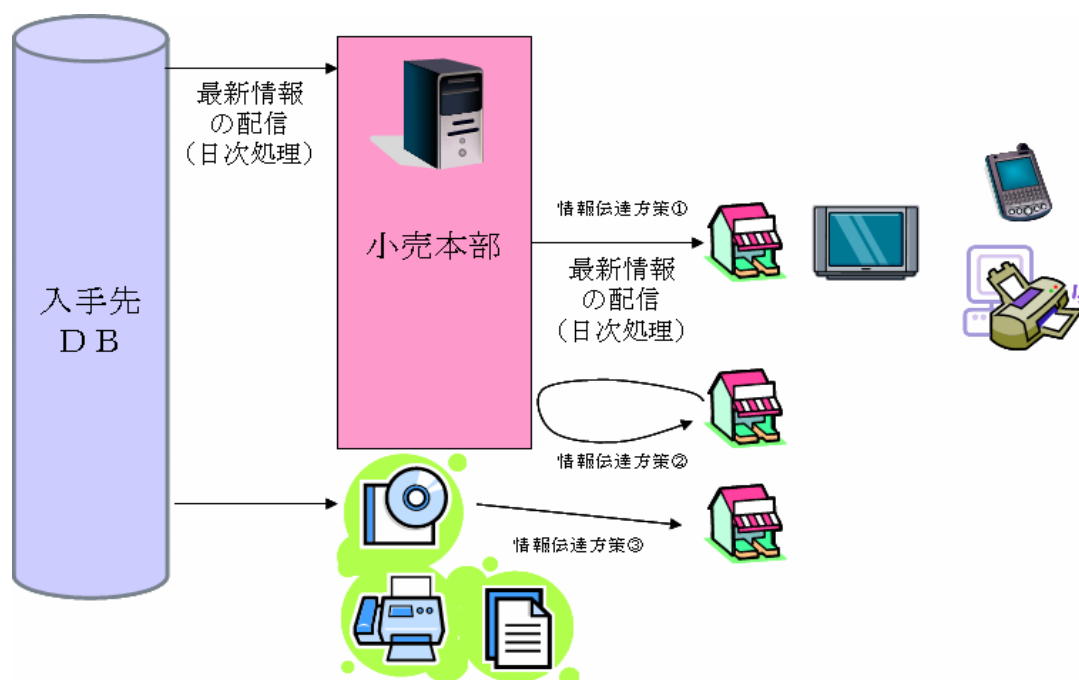 最新情報
の配信
（日次処理）
入手先
ＤＢ
小売本部
情報伝達方策①
最新情報
の配信
（日次処理）
情報伝達方策②
情報伝達方策③